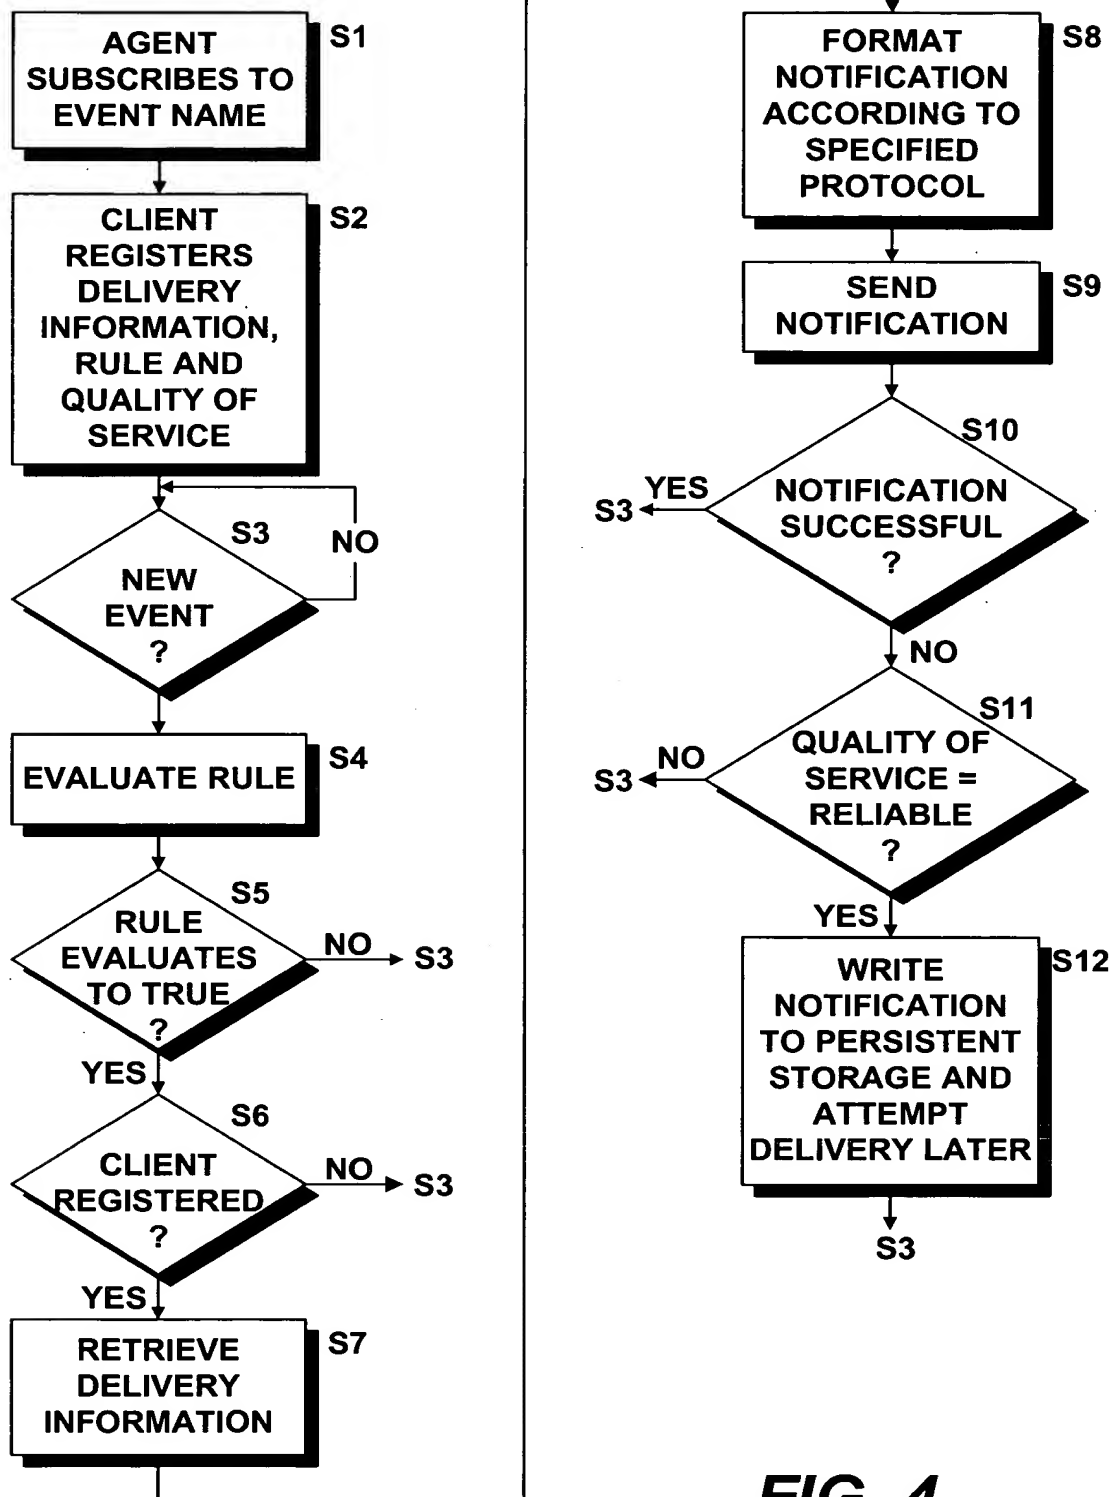 AGENT
SUBSCRIBES TO
EVENT NAME
S1
CLIENT
REGISTERS
DELIVERY
INFORMATION,
RULE AND
QUALITY OF
SERVICE
S2
S3
NO
NEW
EVENT
?
EVALUATE RULE
S4
S5
RULE
EVALUATES
TO TRUE
?
NO
S3
YES
S6
CLIENT
REGISTERED
?
NO
S3
YES
RETRIEVE
DELIVERY
INFORMATION
S7
FORMAT
NOTIFICATION
ACCORDING TO
SPECIFIED
PROTOCOL
S8
SEND
NOTIFICATION
S9
S10
NOTIFICATION
SUCCESSFUL
?
YES
S3
NO
S11
QUALITY OF
SERVICE =
RELIABLE
?
NO
S3
YES
WRITE
NOTIFICATION
TO PERSISTENT
STORAGE AND
ATTEMPT
DELIVERY LATER
S12
S3
FIG. 4